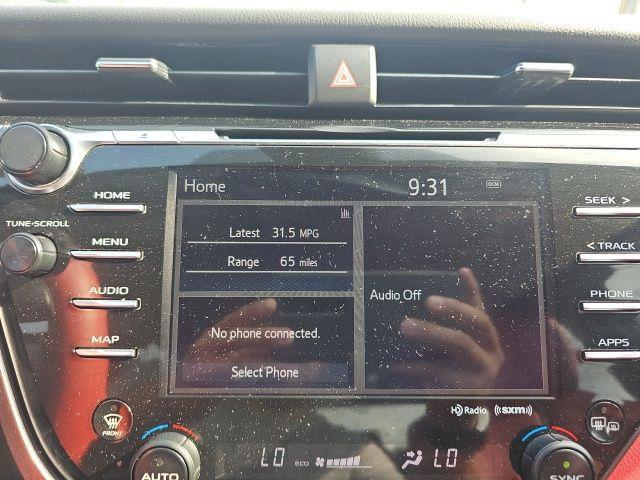 HOME
TUNE•SCROLL
MENU
AUDIO
MAP
Home
9:31
DCM
Latest 31.5 MPG
Range 65 miles
No phone connected.
Select Phone
Audio Off
SEEK >
< TRACK
PHONE
APPS
HD Radio ((sxm))
FRONT
AUTO
LO ECO
LO
SYNC